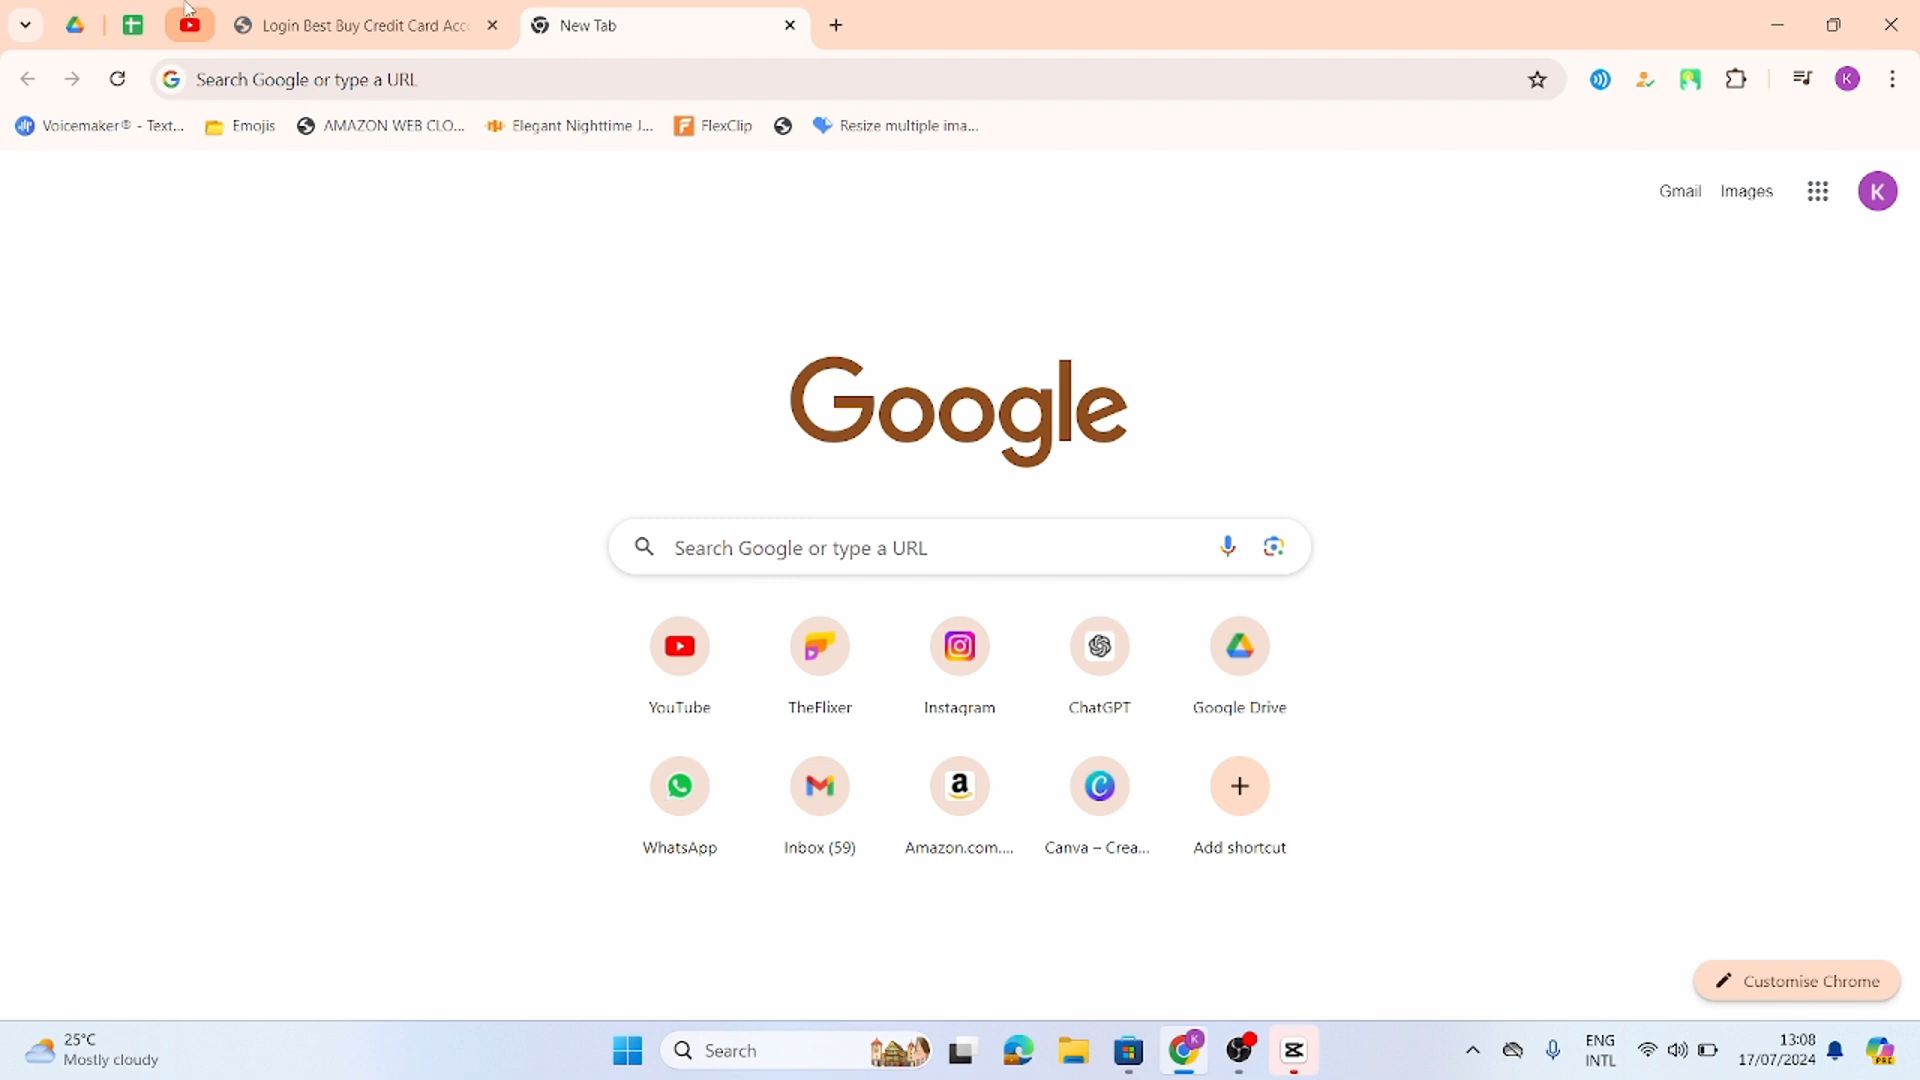 Login Best Buy Credit Card Acc
New Tab
Search Google or type a URL
K
Voicemaker® - Text...
Emojis
AMAZON WEB CLO...
Elegant Nighttime J...
FlexClip
Resize multiple ima...
Gmail
Images
K
Google
Search Google or type a URL
YouTube
TheFlixer
Instagram
ChatGPT
Google Drive
WhatsApp
Inbox (59)
Amazon.com....
Canva – Crea...
Add shortcut
Customise Chrome
25°C
Mostly cloudy
Search
K
ENG
INTL
13:08
17/07/2024
PRE